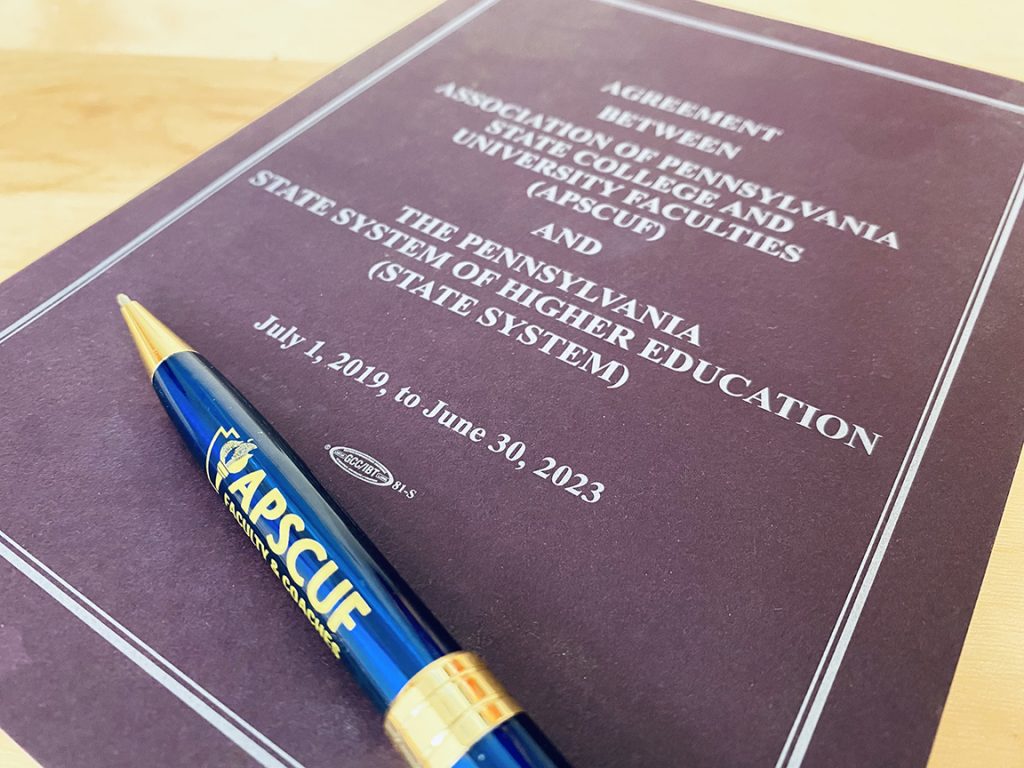 AGREEMENT
BETWEEN
ASSOCIATION OF PENNSYLVANIA
STATE COLLEGE AND
UNIVERSITY FACULTIES
(APSCUF)
AND
THE PENNSYLVANIA
STATE SYSTEM OF HIGHER EDUCATION
(STATE SYSTEM)
July 1, 2019, to June 30, 2023
GCC/IBT
81-S
APSCUF
FACULTY & COACHES